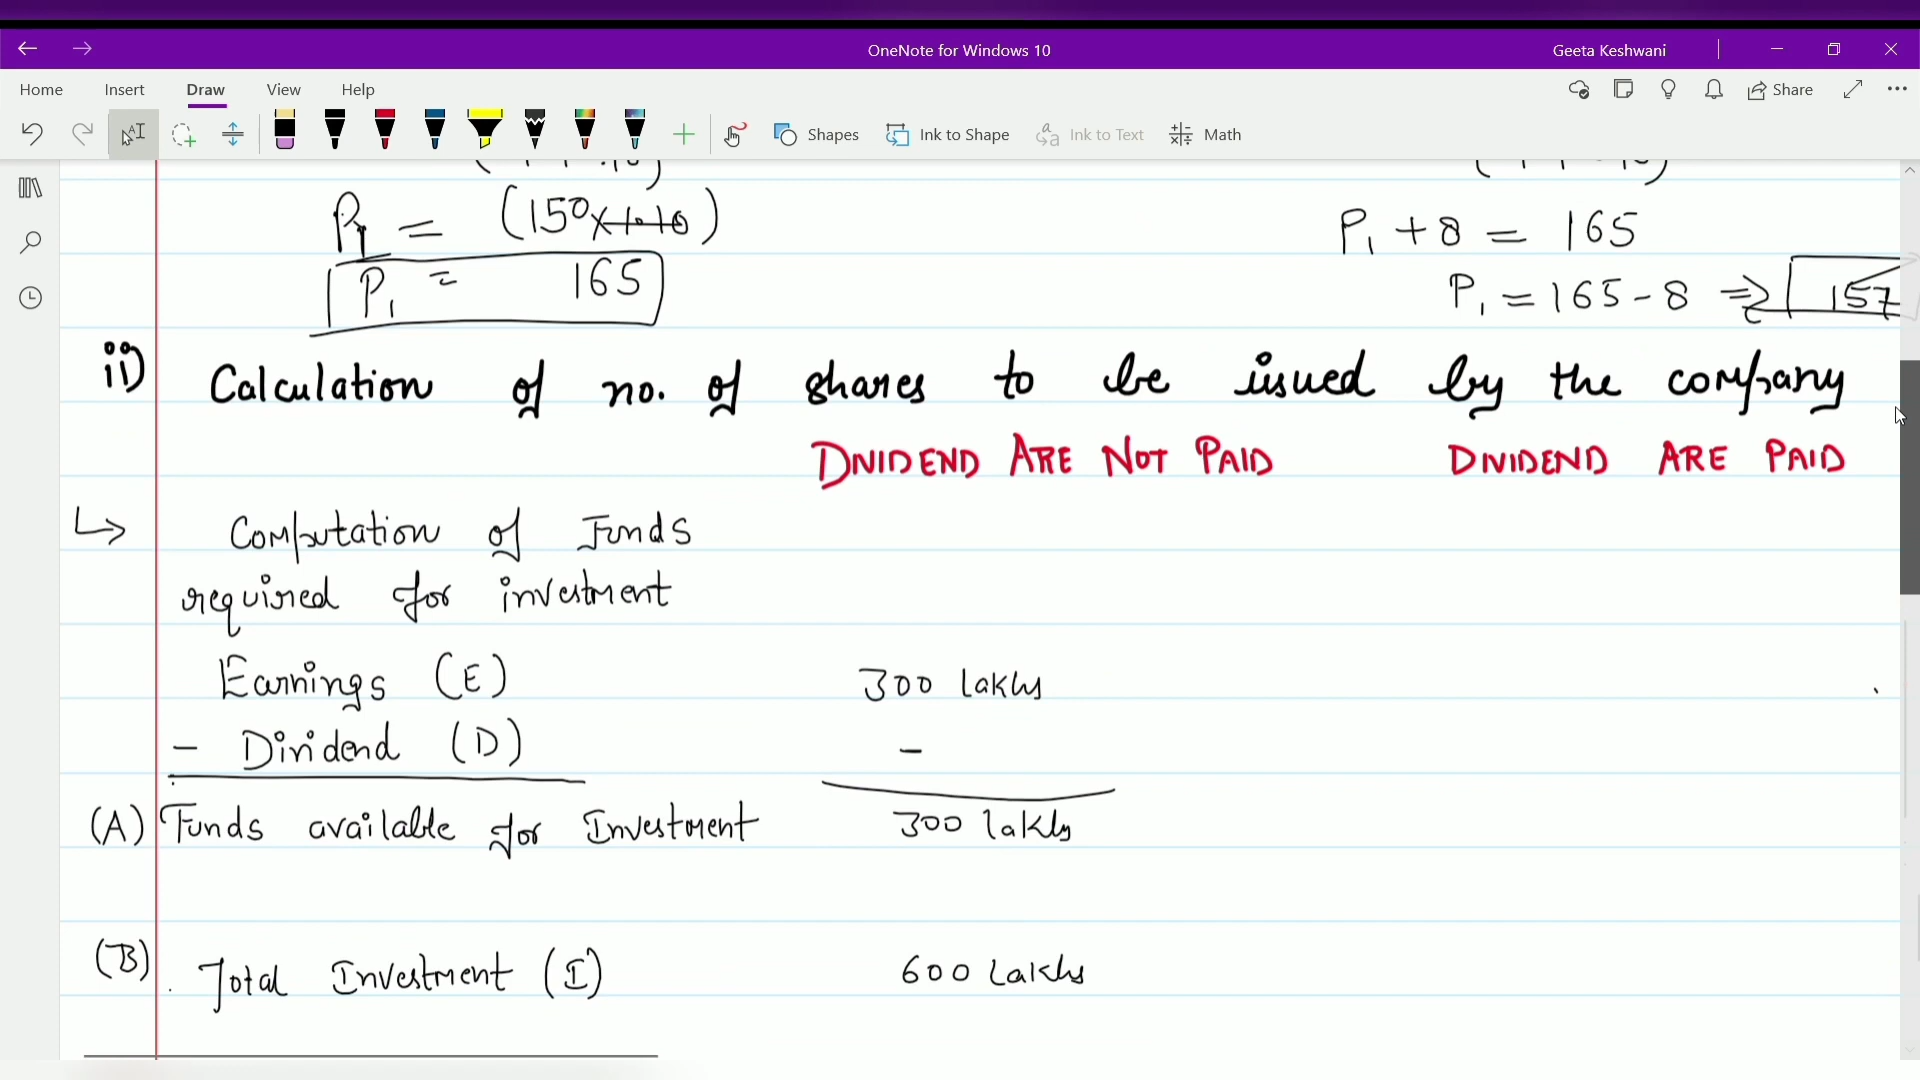 OneNote for Windows 10
Geeta Keshwani
Home Insert Draw View Help
Share
Shapes Ink to Shape Ink to Text Math
P1 = (150x1.10)
P1 = 165
P1 + 8 = 165
P1 = 165 - 8 => 157
ii) Calculation of no. of shares to be issued by the company
DIVIDEND ARE NOT PAID DIVIDEND ARE PAID
↳ Computation of Funds
required for investment
Earnings (E) 300 lakhs
- Dividend (D) -
(A) Funds available for Investment 300 lakhs
(B) Total Investment (I) 600 Lakhs